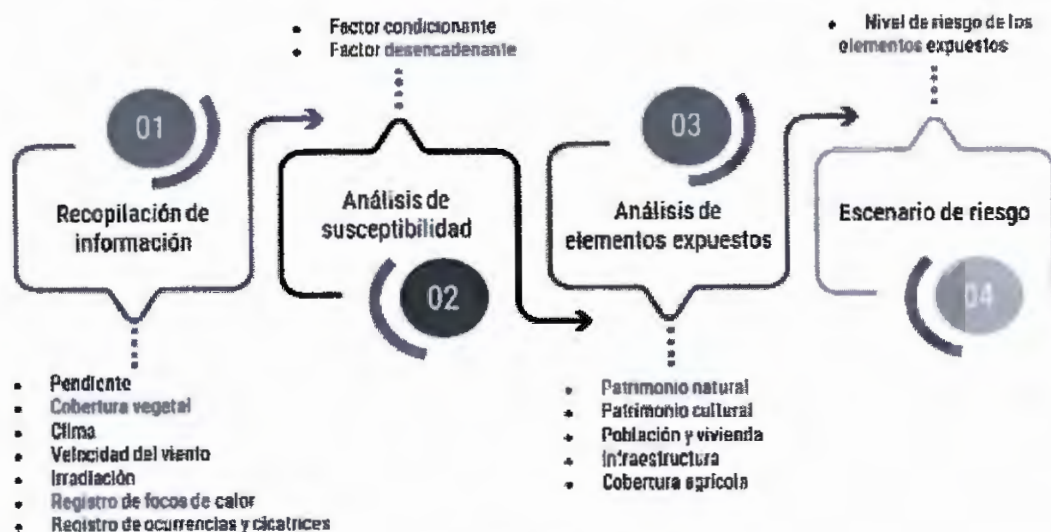 01
Recopilación de
información
• Pendiente
• Cobertura vegetal
• Clima
• Velocidad del viento
• Irradiación
• Registro de focos de calor
• Registro de ocurrencias y cicatrices
• Factor condicionante
• Factor desencadenante
Análisis de
susceptibilidad
02
03
Análisis de
elementos expuestos
• Patrimonio natural
• Patrimonio cultural
• Población y vivienda
• Infraestructura
• Cobertura agrícola
• Nivel de riesgo de los
elementos expuestos
Escenario de riesgo
04